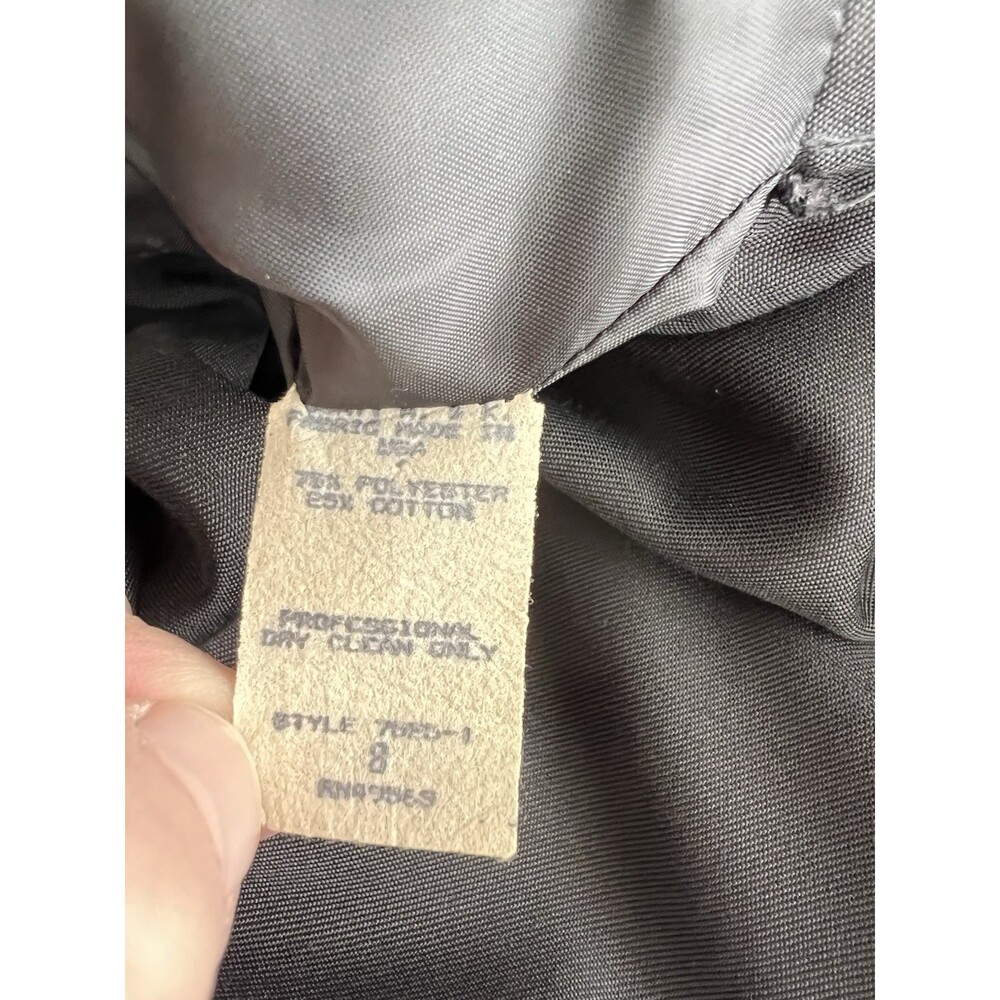 FABRIC MADE IN
USA
75% POLYESTER
25% COTTON
PROFESSIONAL
DRY CLEAN ONLY
STYLE
8